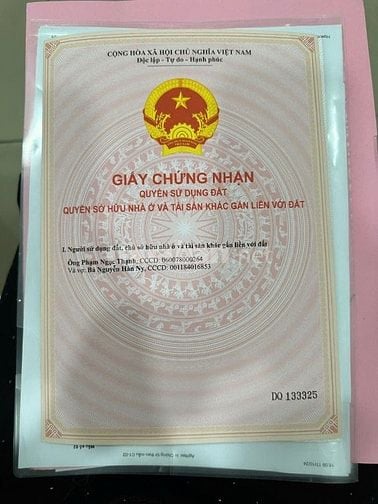 CỘNG HÒA XÃ HỘI CHỦ NGHĨA VIỆT NAM
Độc lập - Tự do - Hạnh phúc
GIẤY CHỨNG NHẬN
QUYỀN SỬ DỤNG ĐẤT
QUYỀN SỞ HỮU NHÀ Ở VÀ TÀI SẢN KHÁC GẮN LIỀN VỚI ĐẤT
I. Người sử dụng đất, chủ sở hữu nhà ở và tài sản khác gắn liền với đất
Ông Phạm Ngọc Thạnh, CCCD: 060078000264
Và vợ: Bà Nguyễn Hàn Ny, CCCD: 001184016853
DO 133325